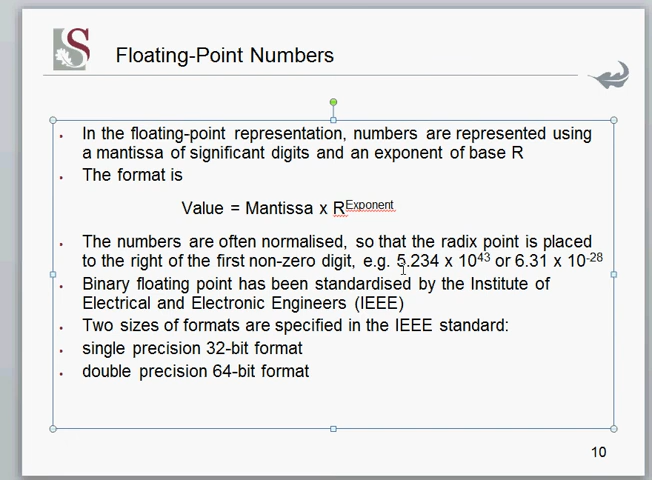 S
Floating-Point Numbers
• In the floating-point representation, numbers are represented using
a mantissa of significant digits and an exponent of base R
• The format is
Value = Mantissa x R^Exponent
• The numbers are often normalised, so that the radix point is placed
to the right of the first non-zero digit, e.g. 5.234 x 10^43 or 6.31 x 10^-28
• Binary floating point has been standardised by the Institute of
Electrical and Electronic Engineers (IEEE)
• Two sizes of formats are specified in the IEEE standard:
• single precision 32-bit format
• double precision 64-bit format
10